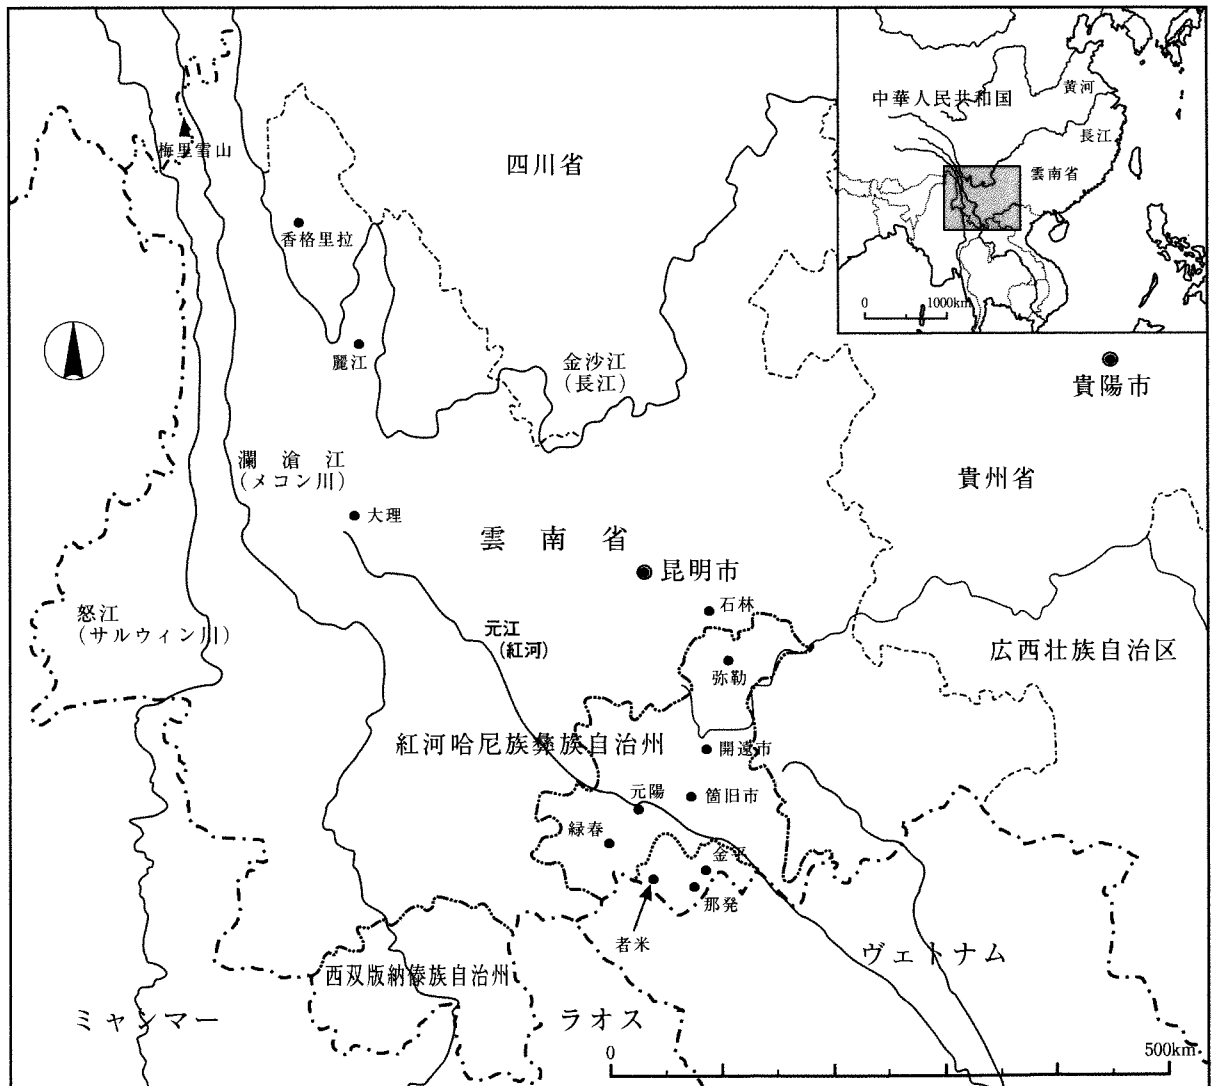 中華人民共和国
黄河
長江
雲南省
0 1000km
梅里雪山
四川省
香格里拉
麗江
金沙江
(長江)
貴陽市
瀾滄江
(メコン川)
大理
貴州省
雲南省
昆明市
石林
怒江
(サルウィン川)
元江
(紅河)
広西壮族自治区
弥勒
紅河哈尼族彝族自治州
開遠市
元陽
箇旧市
緑春
金平
那発
者米
ヴェトナム
西双版納傣族自治州
ミャンマー
ラオス
0 500km